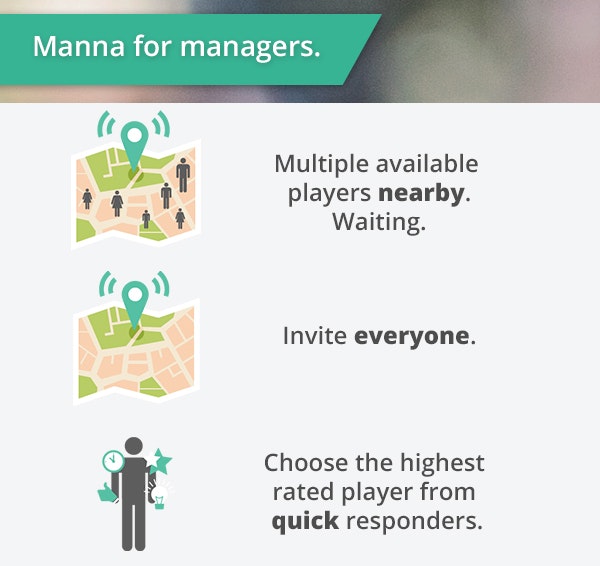 Manna for managers.
Multiple available
players nearby.
Waiting.
Invite everyone.
Choose the highest
rated player from
quick responders.